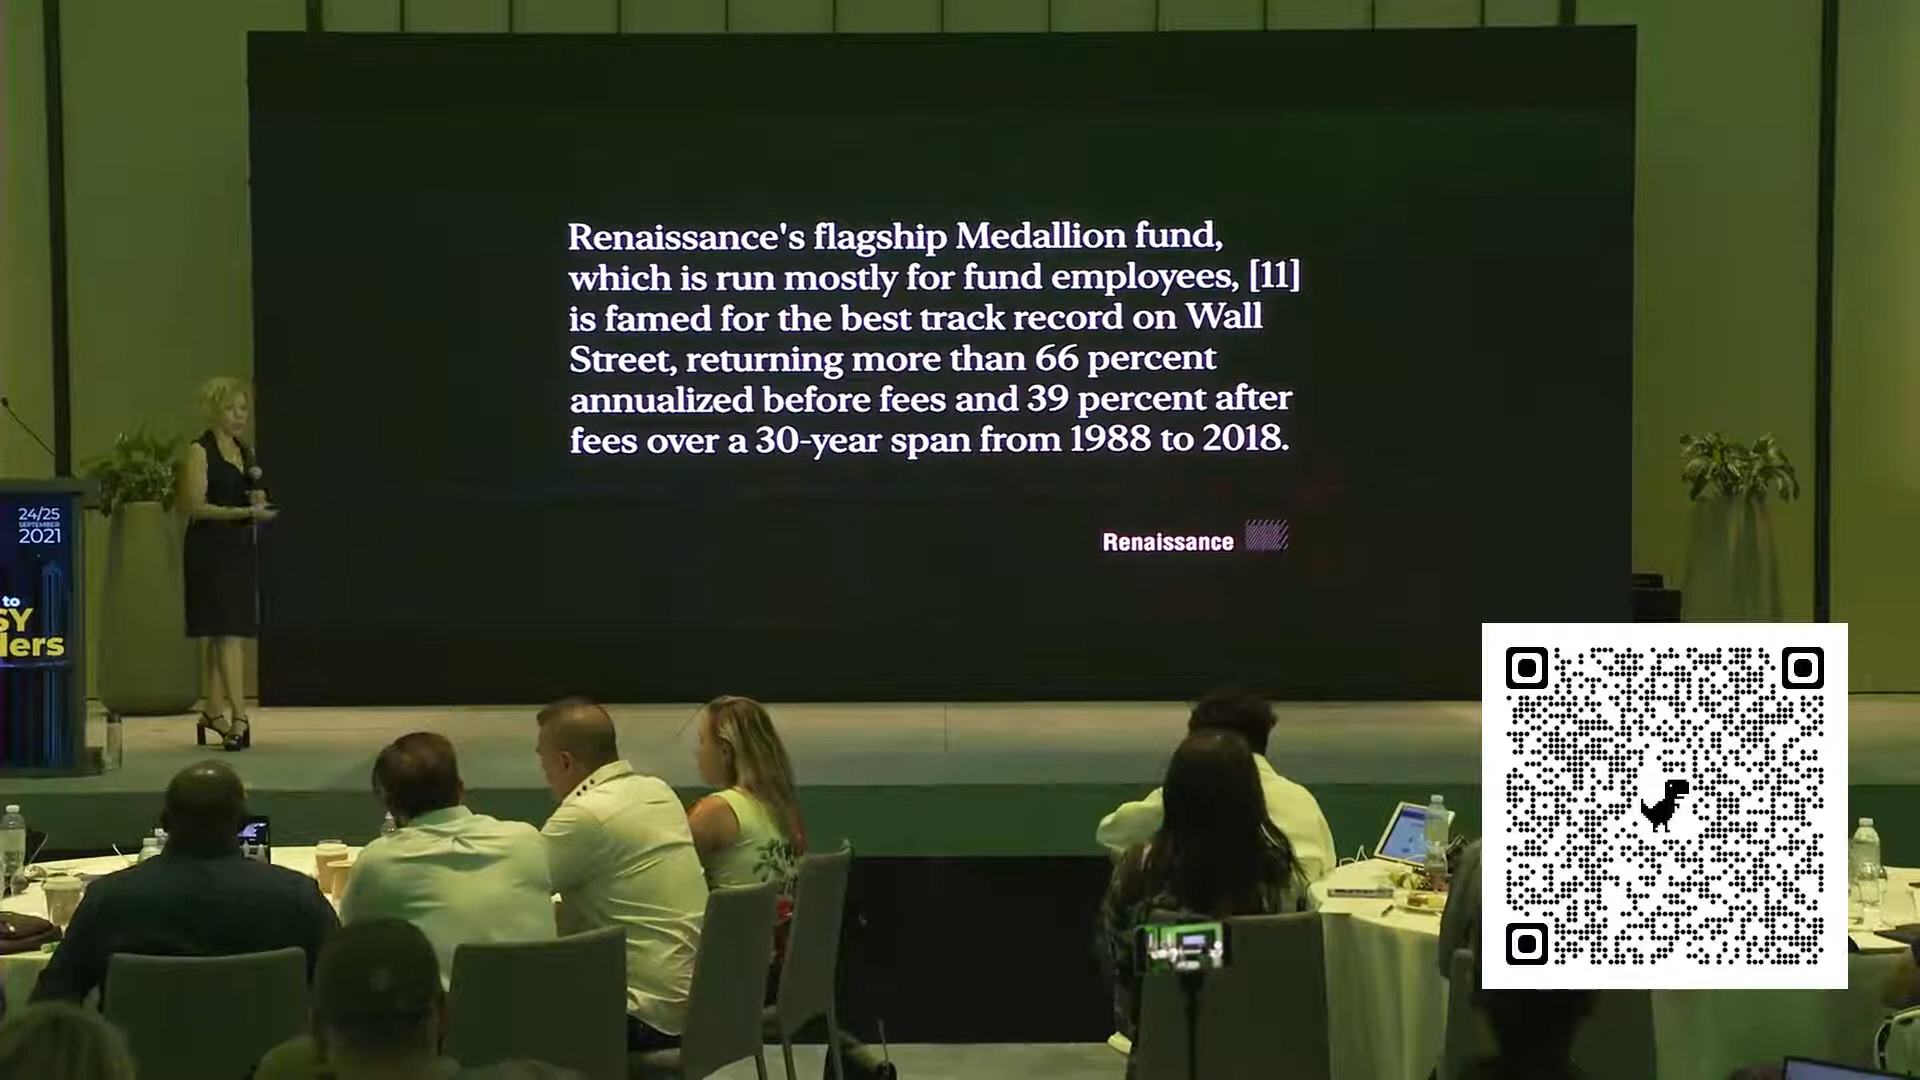 Renaissance's flagship Medallion fund,
which is run mostly for fund employees, [11]
is famed for the best track record on Wall
Street, returning more than 66 percent
annualized before fees and 39 percent after
fees over a 30-year span from 1988 to 2018.
Renaissance
24/25
SEPTEMBER
2021
to
SY
lers